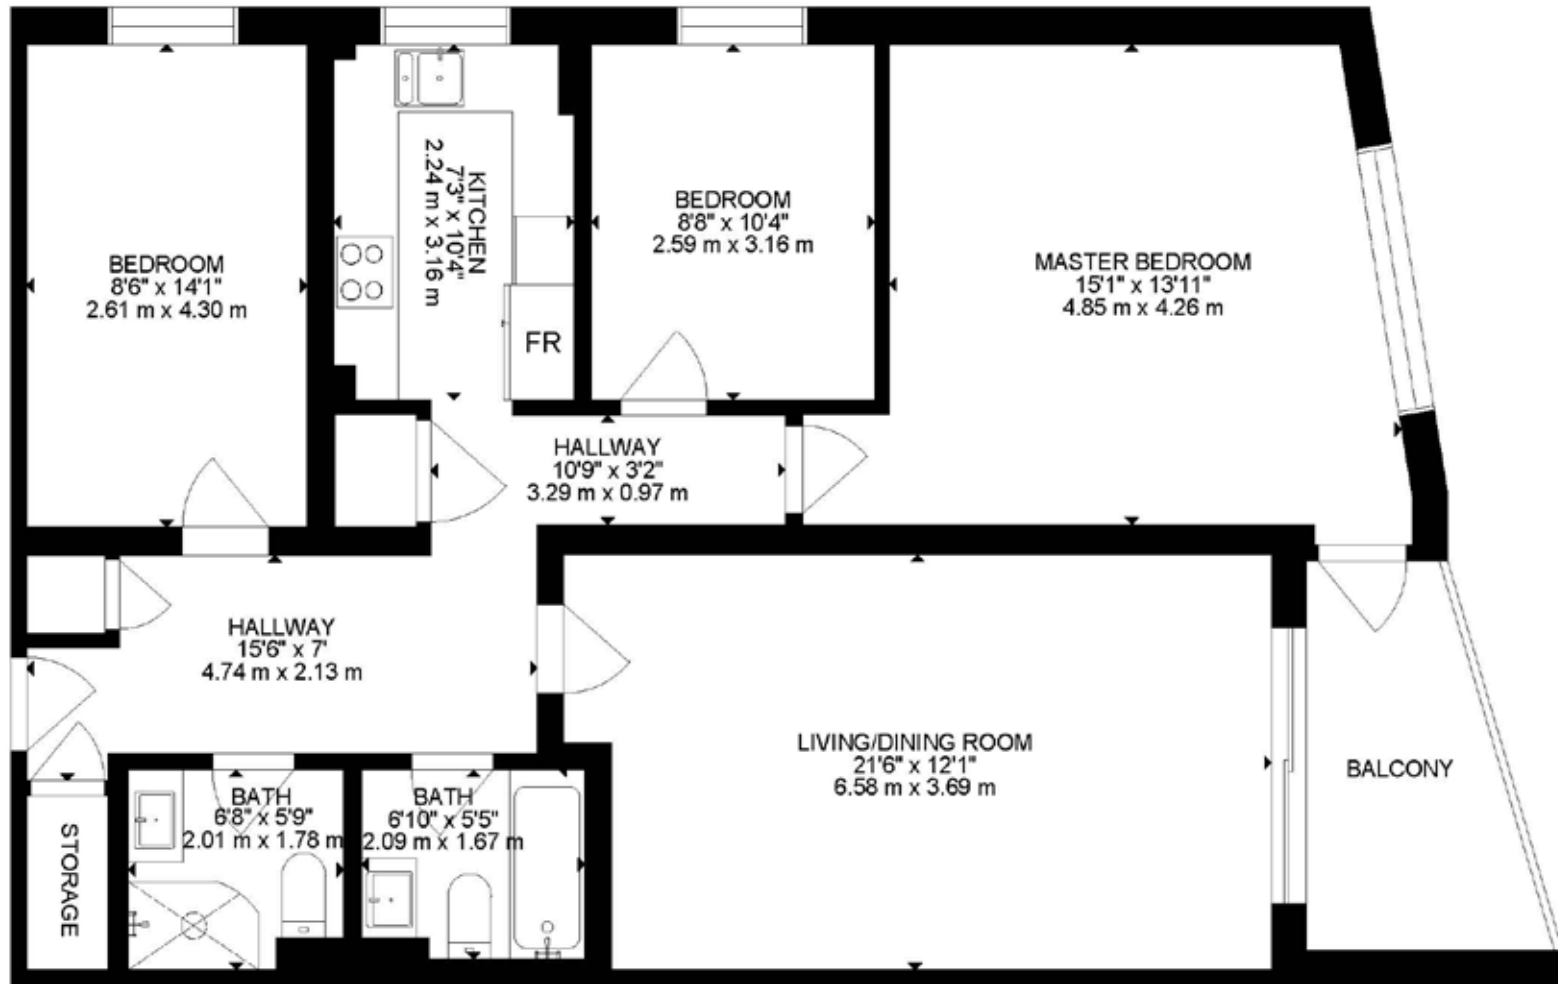 BEDROOM
8'6" x 14'1"
2.61 m x 4.30 m
KITCHEN
7'3" x 10'4"
2.24 m x 3.16 m
FR
BEDROOM
8'8" x 10'4"
2.59 m x 3.16 m
MASTER BEDROOM
15'1" x 13'11"
4.85 m x 4.26 m
HALLWAY
10'9" x 3'2"
3.29 m x 0.97 m
HALLWAY
15'6" x 7'
4.74 m x 2.13 m
LIVING/DINING ROOM
21'6" x 12'1"
6.58 m x 3.69 m
BALCONY
STORAGE
BATH
6'8" x 5'9"
2.01 m x 1.78 m
BATH
6'10" x 5'5"
2.09 m x 1.67 m